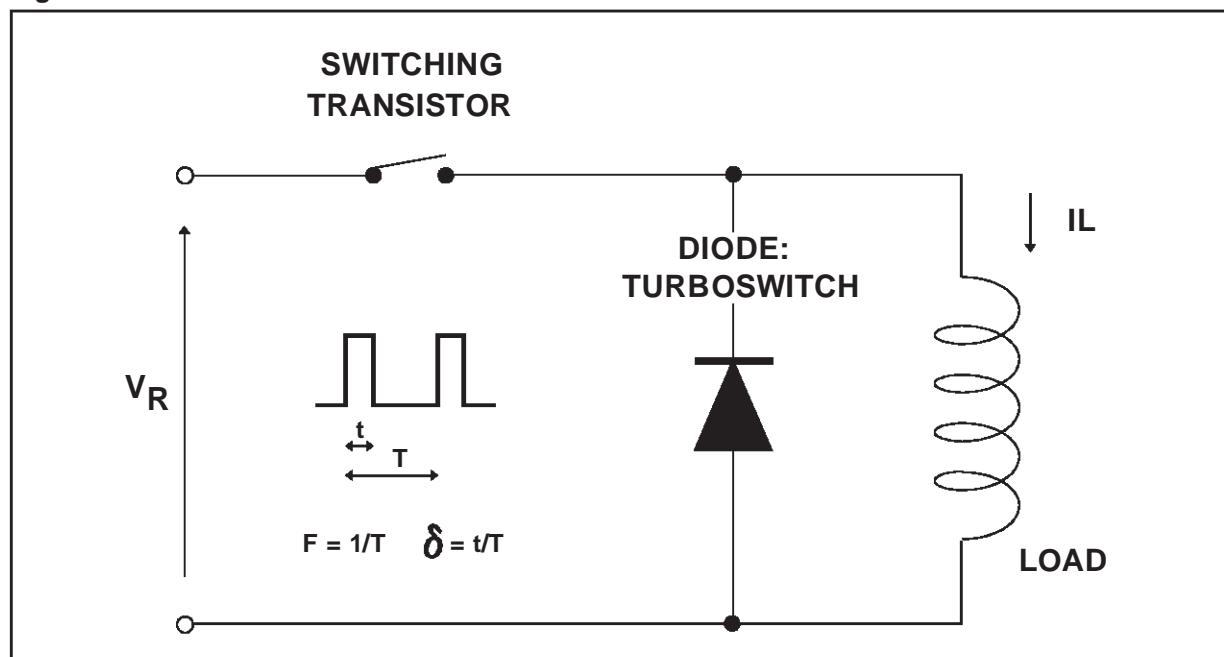 SWITCHING
TRANSISTOR
DIODE:
TURBOSWITCH
IL
VR
t
T
F = 1/T δ = t/T
LOAD